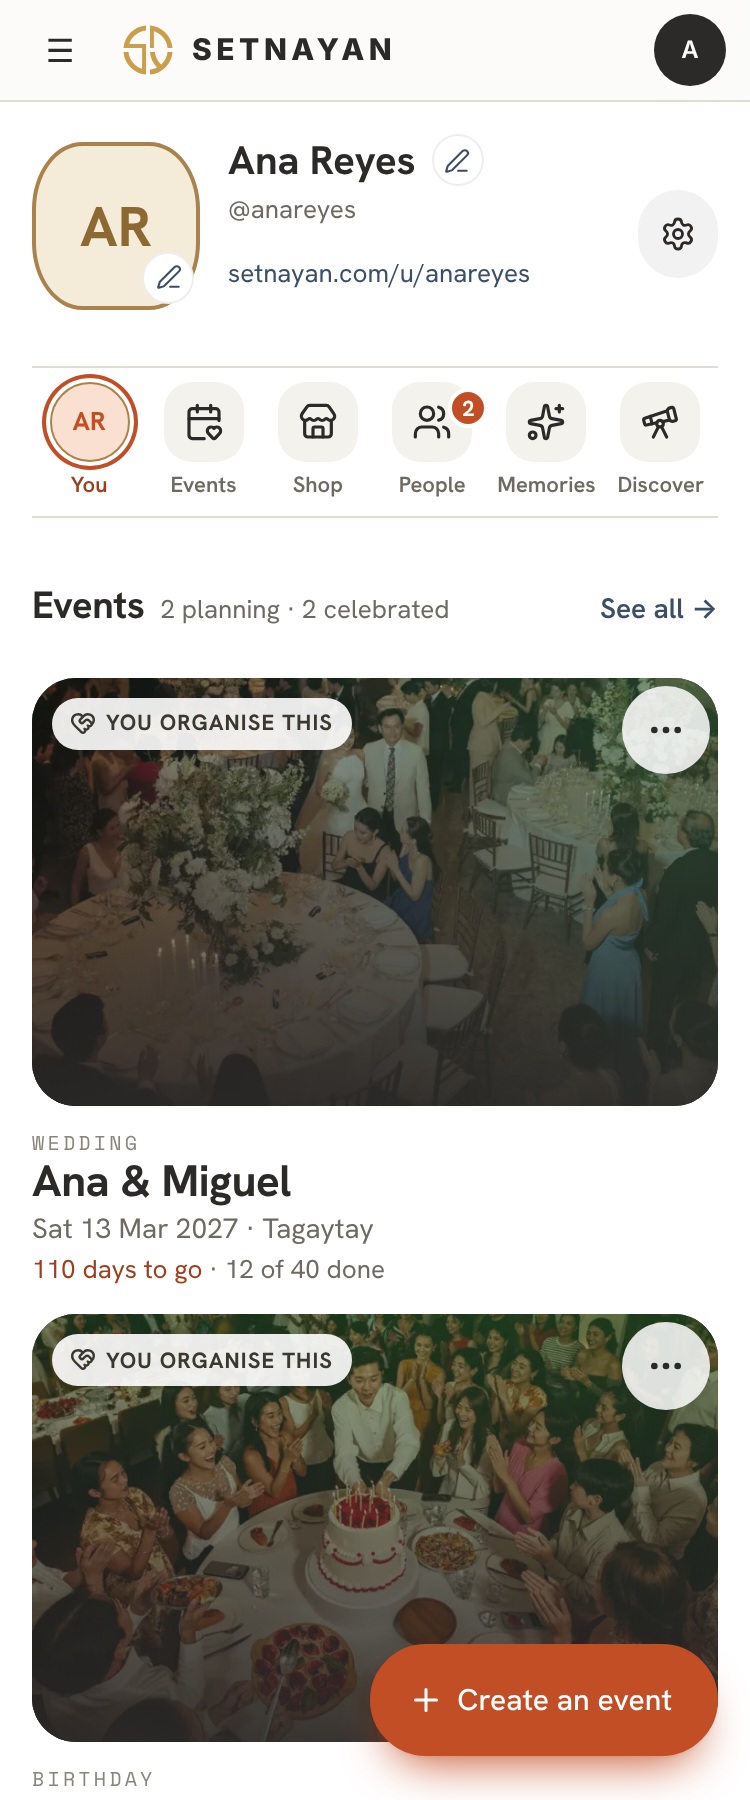 ☰ SETNAYAN A
AR
Ana Reyes
@anareyes
setnayan.com/u/anareyes
AR
2
You Events Shop People Memories Discover
Events 2 planning · 2 celebrated See all →
YOU ORGANISE THIS
WEDDING
Ana & Miguel
Sat 13 Mar 2027 · Tagaytay
110 days to go · 12 of 40 done
YOU ORGANISE THIS
+ Create an event
BIRTHDAY